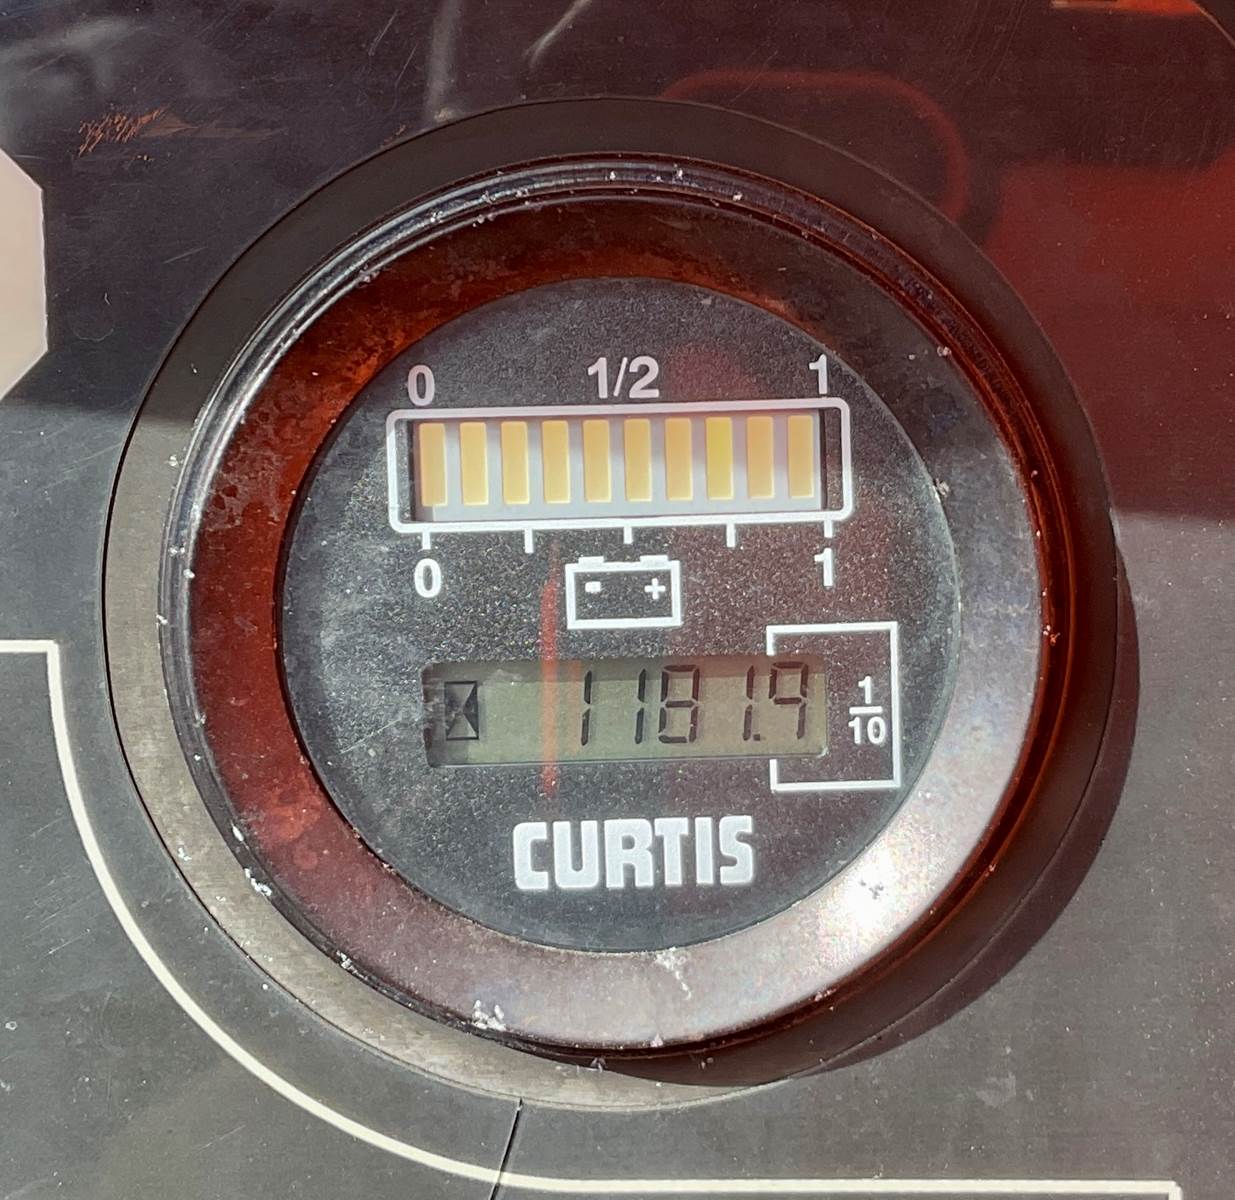 0 1/2 1
0 1
- +
1181.9
1/10
CURTIS